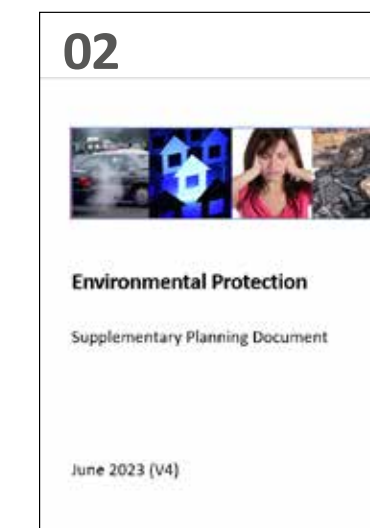 02
Environmental Protection
Supplementary Planning Document
June 2023 (V4)